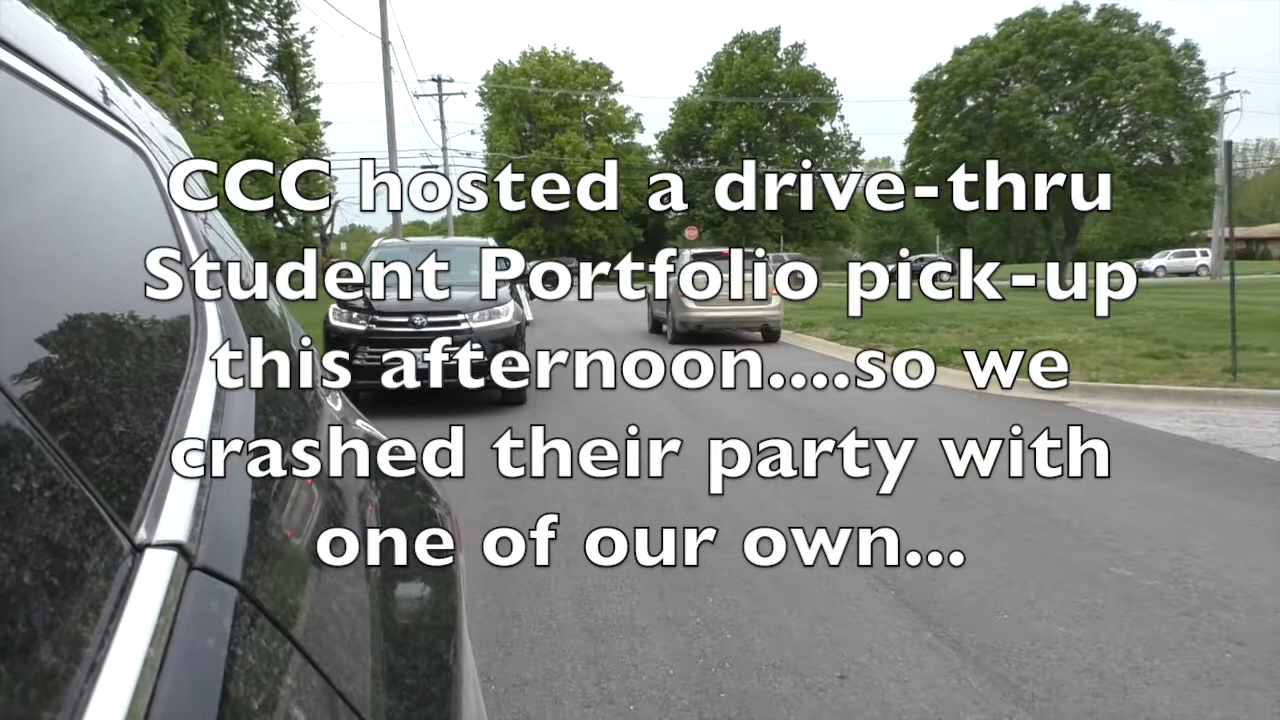 CCC hosted a drive-thru
Student Portfolio pick-up
this afternoon....so we
crashed their party with
one of our own...
STOP